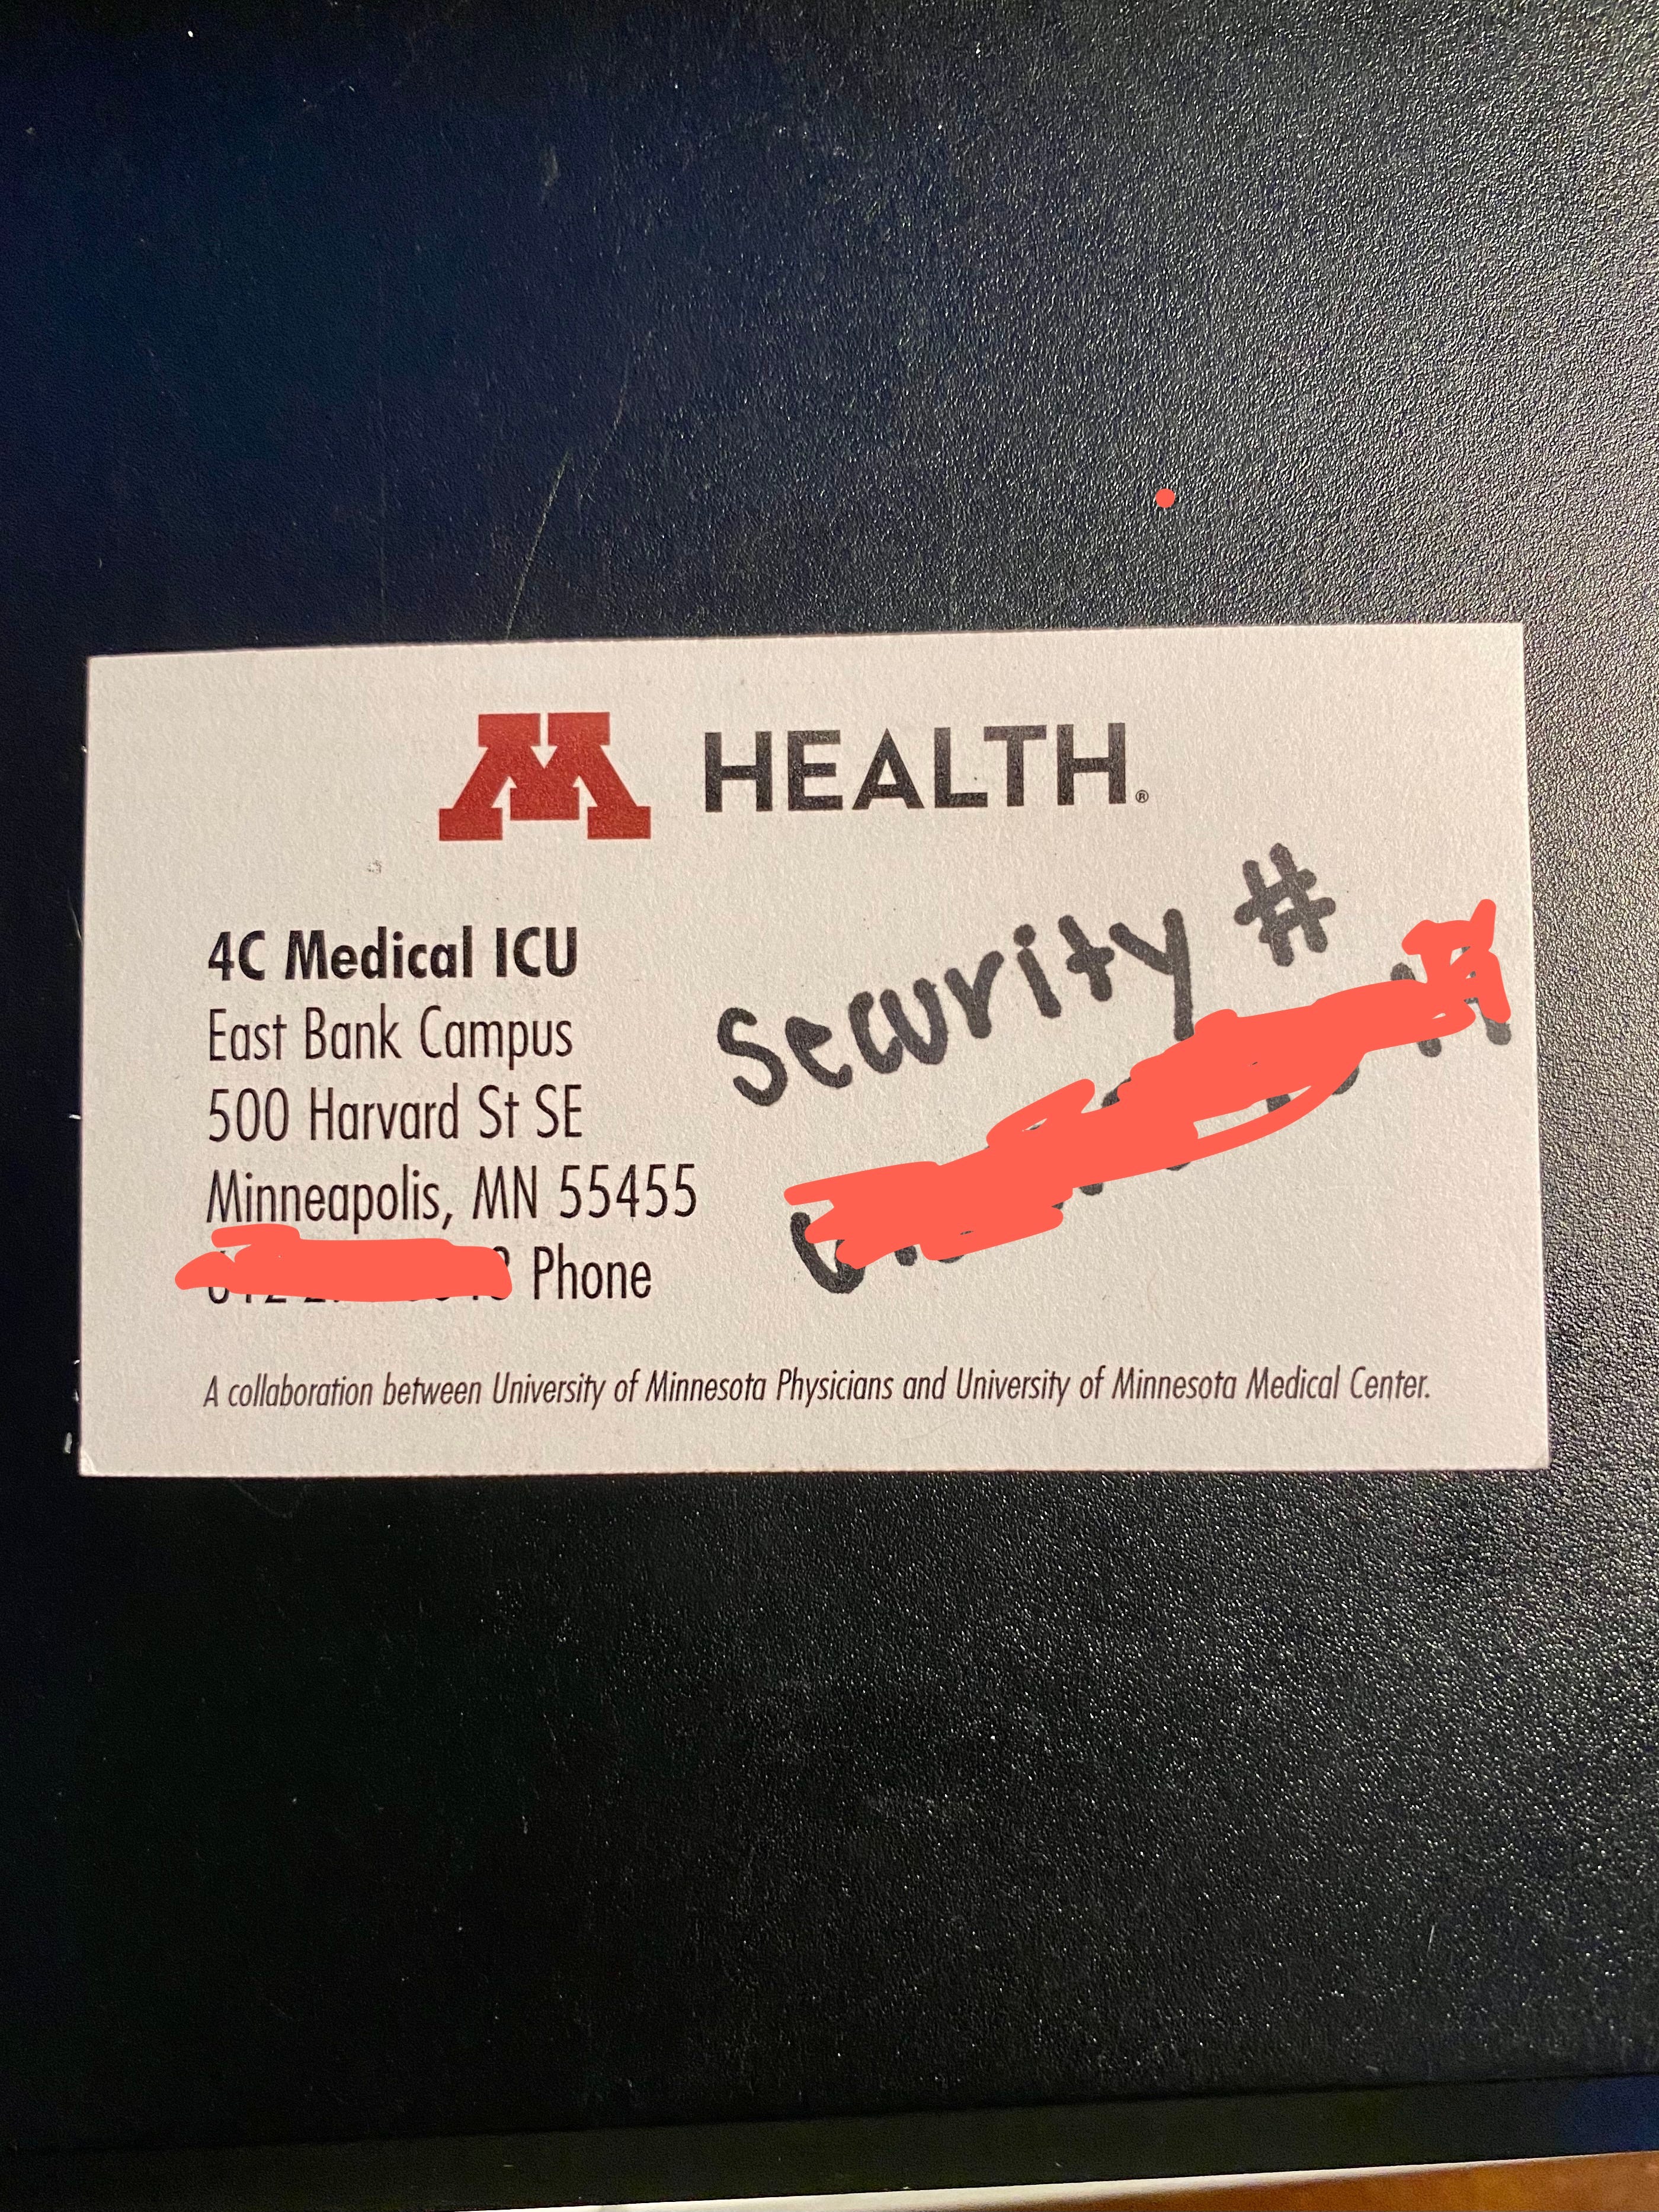 M HEALTH®
4C Medical ICU
East Bank Campus
500 Harvard St SE
Minneapolis, MN 55455
Phone
Security #
A collaboration between University of Minnesota Physicians and University of Minnesota Medical Center.